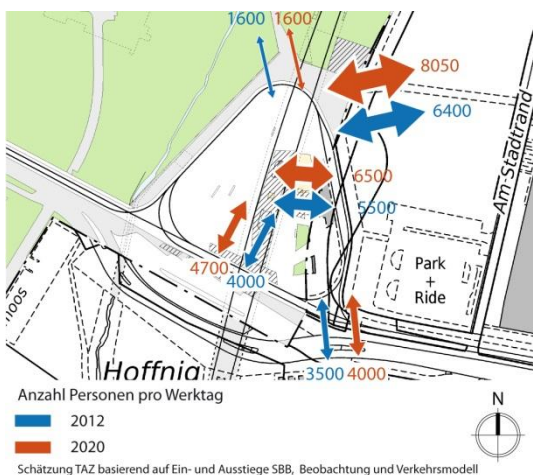 1600 1600
8050
6400
6500
5500
Am-Stadtrand
4700
4000
Park
+
Ride
Hoffnig
3500 4000
Anzahl Personen pro Werktag
N
2012
2020
Schätzung TAZ basierend auf Ein- und Ausstiege SBB, Beobachtung und Verkehrsmodell